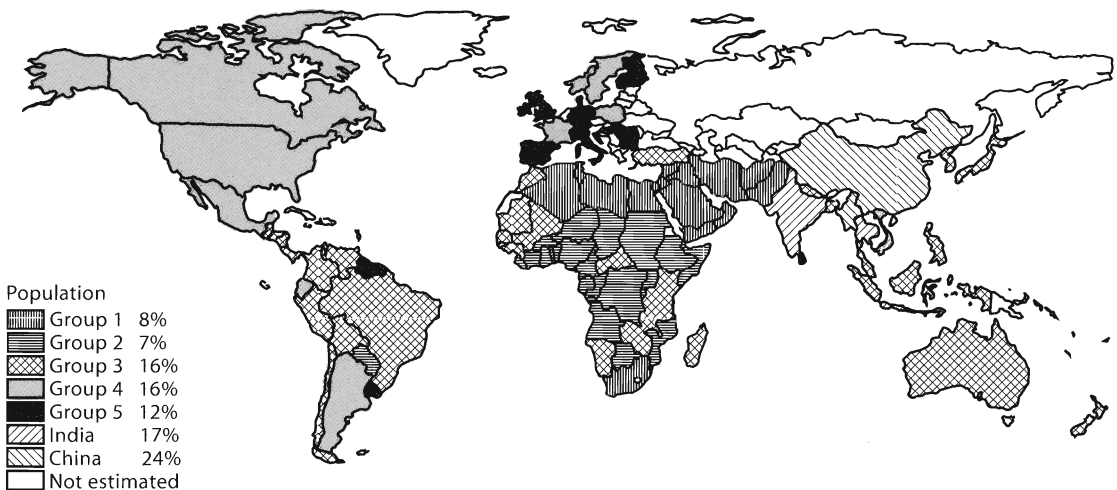 Population
Group 1 8%
Group 2 7%
Group 3 16%
Group 4 16%
Group 5 12%
India 17%
China 24%
Not estimated